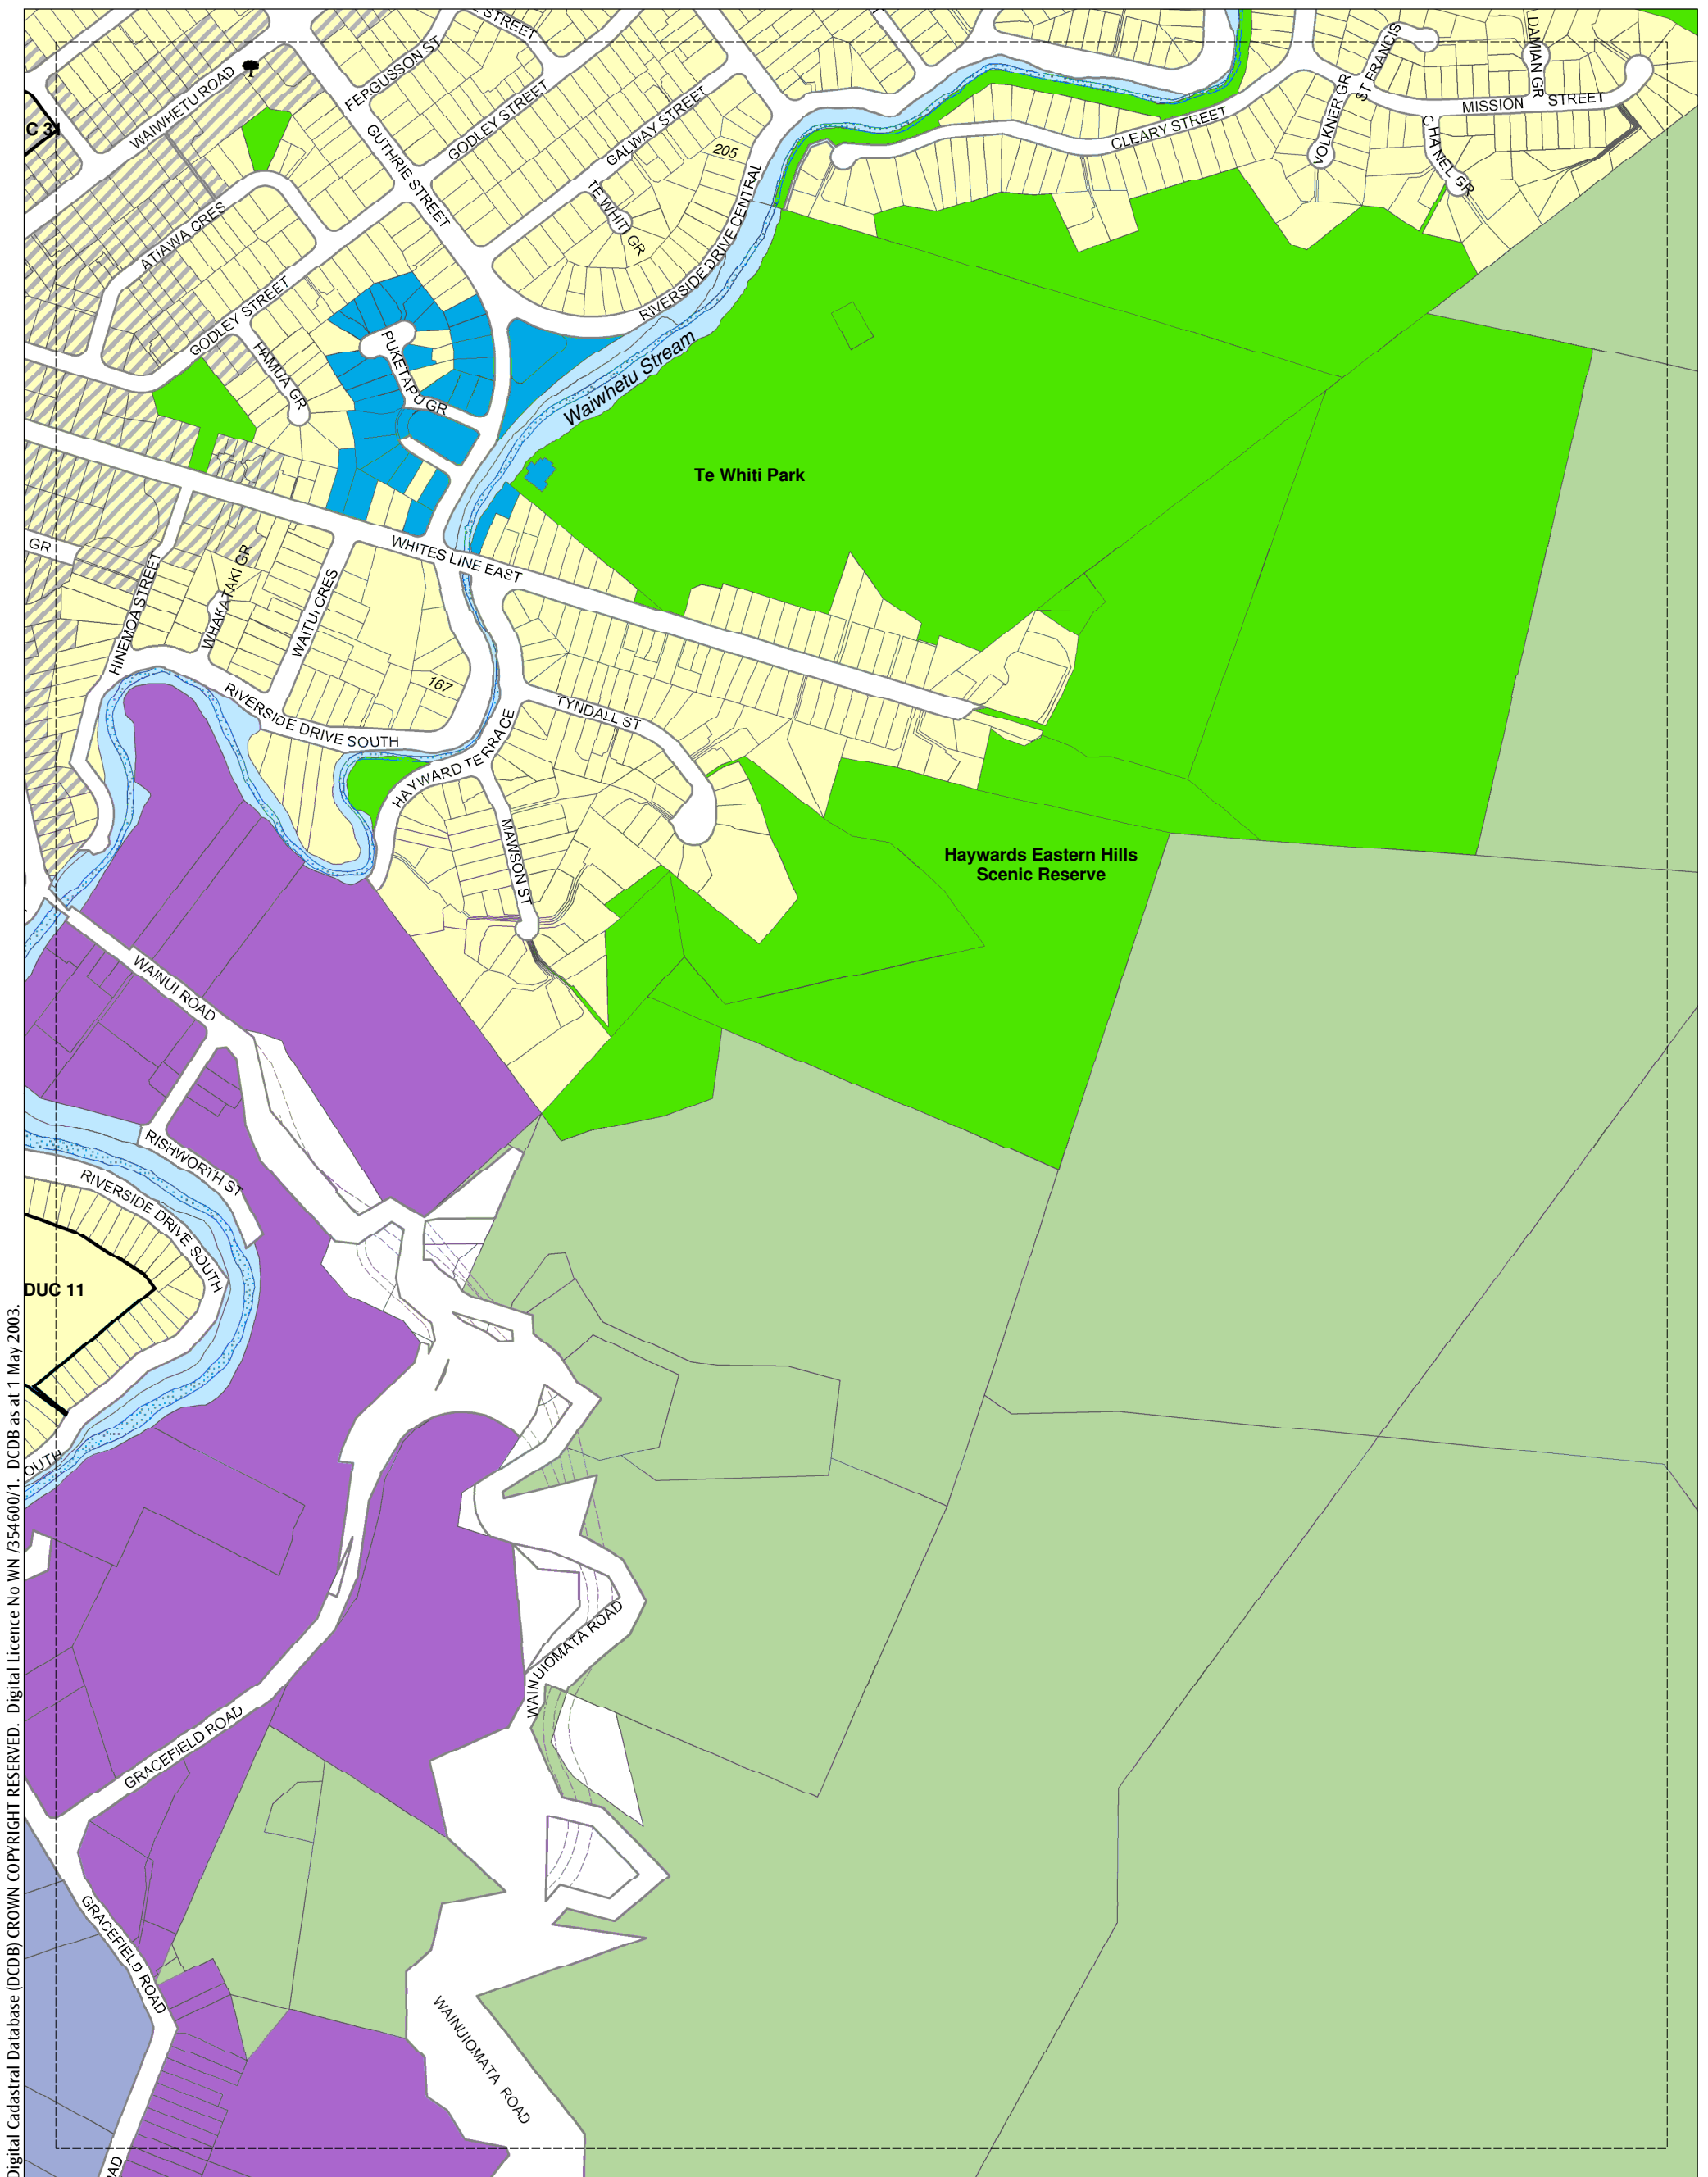 STREET
FERGUSSON ST
WAIWHETU ROAD
GODLEY STREET
GUTHRIE STREET
GALWAY STREET
205
TE WHITI GR
ATIAWA CRES
RIVERSIDE DRIVE CENTRAL
CLEARY STREET
VOLKNER GR
ST FRANCIS
DAMIAN GR
MISSION STREET
CHANEL GR
C 31
GODLEY STREET
HAMUA GR
PUKETAPU GR
Waiwhetu Stream
Te Whiti Park
GR
WHITES LINE EAST
HINEMOA STREET
WHAKATAKI GR
WAITUI CRES
167
RIVERSIDE DRIVE SOUTH
TYNDALL ST
HAYWARD TERRACE
MAWSON ST
Haywards Eastern Hills
Scenic Reserve
WAINUI ROAD
RISHWORTH ST
RIVERSIDE DRIVE SOUTH
DUC 11
OUTH
WAINUIOMATA ROAD
GRACEFIELD ROAD
GRACEFIELD ROAD
WAINUIOMATA ROAD
OAD
Digital Cadastral Database (DCDB) CROWN COPYRIGHT RESERVED. Digital Licence No WN /354600/1. DCDB as at 1 May 2003.